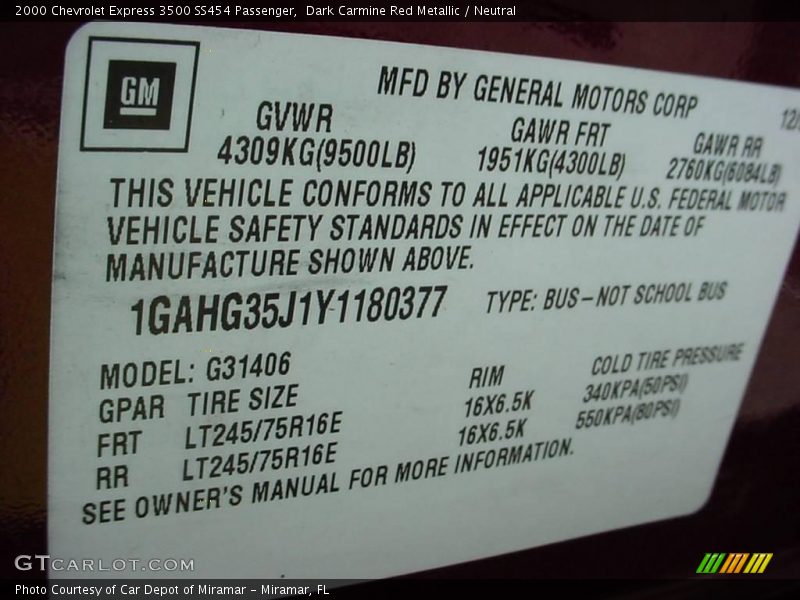 2000 Chevrolet Express 3500 SS454 Passenger,  Dark Carmine Red Metallic / Neutral
GM
MFD BY GENERAL MOTORS CORP
12/
GVWR GAWR FRT GAWR RR
4309KG(9500LB) 1951KG(4300LB) 2760KG(6084LB)
THIS VEHICLE CONFORMS TO ALL APPLICABLE U.S. FEDERAL MOTOR
VEHICLE SAFETY STANDARDS IN EFFECT ON THE DATE OF
MANUFACTURE SHOWN ABOVE.
1GAHG35J1Y1180377 TYPE: BUS-NOT SCHOOL BUS
MODEL: G31406
GPAR TIRE SIZE RIM COLD TIRE PRESSURE
FRT LT245/75R16E 16X6.5K 340KPA(50PSI)
RR LT245/75R16E 16X6.5K 550KPA(80PSI)
SEE OWNER'S MANUAL FOR MORE INFORMATION.
GTCARLOT.COM
Photo Courtesy of Car Depot of Miramar - Miramar, FL